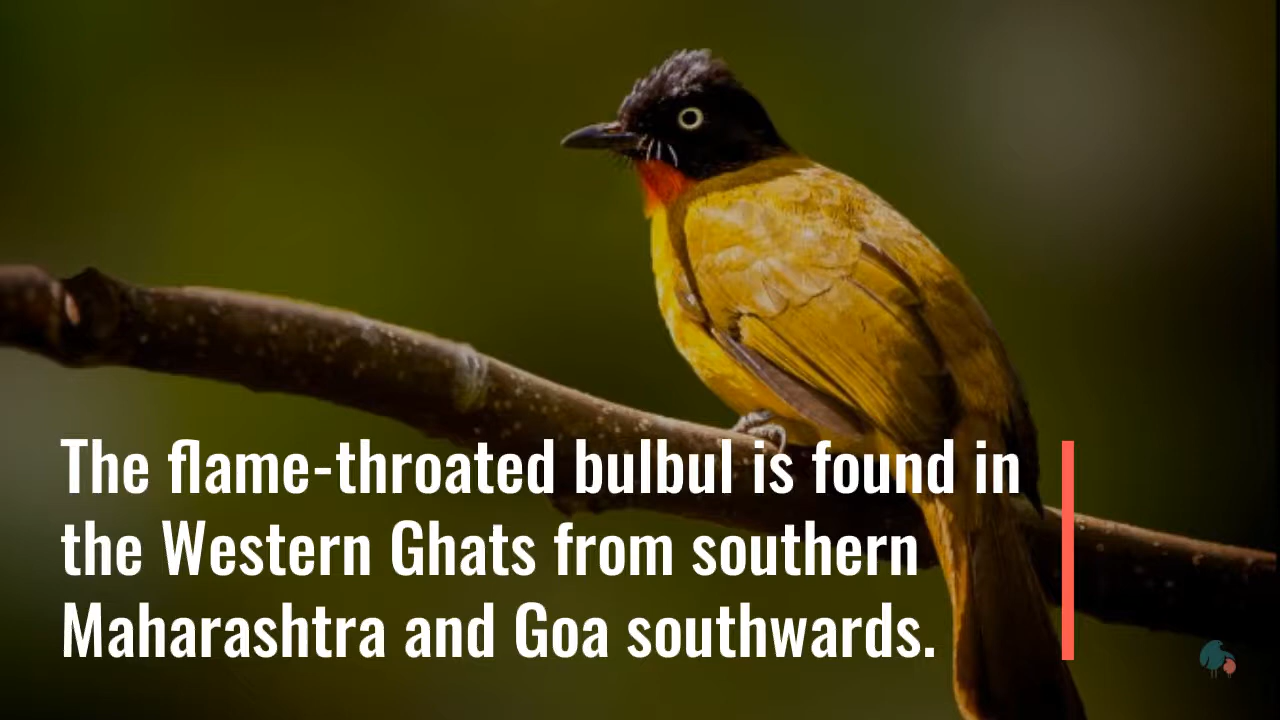 The flame-throated bulbul is found in
the Western Ghats from southern
Maharashtra and Goa southwards.